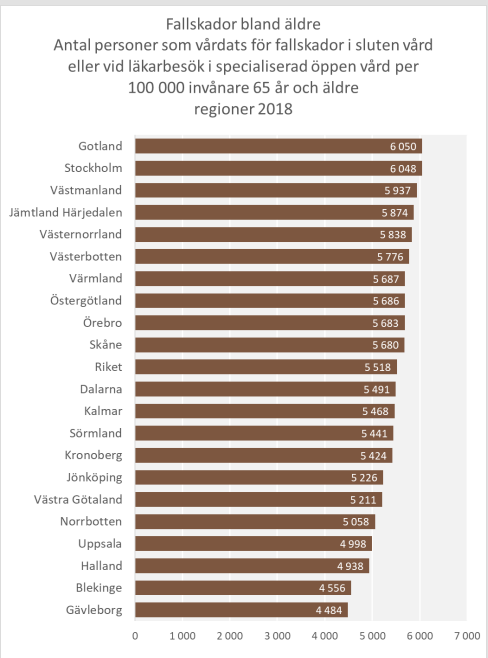 Fallskador bland äldre
Antal personer som vårdats för fallskador i sluten vård
eller vid läkarbesök i specialiserad öppen vård per
100 000 invånare 65 år och äldre
regioner 2018
Gotland 6 050
Stockholm 6 048
Västmanland 5 937
Jämtland Härjedalen 5 874
Västernorrland 5 838
Västerbotten 5 776
Värmland 5 687
Östergötland 5 686
Örebro 5 683
Skåne 5 680
Riket 5 518
Dalarna 5 491
Kalmar 5 468
Sörmland 5 441
Kronoberg 5 424
Jönköping 5 226
Västra Götaland 5 211
Norrbotten 5 058
Uppsala 4 998
Halland 4 938
Blekinge 4 556
Gävleborg 4 484
0 1 000 2 000 3 000 4 000 5 000 6 000 7 000